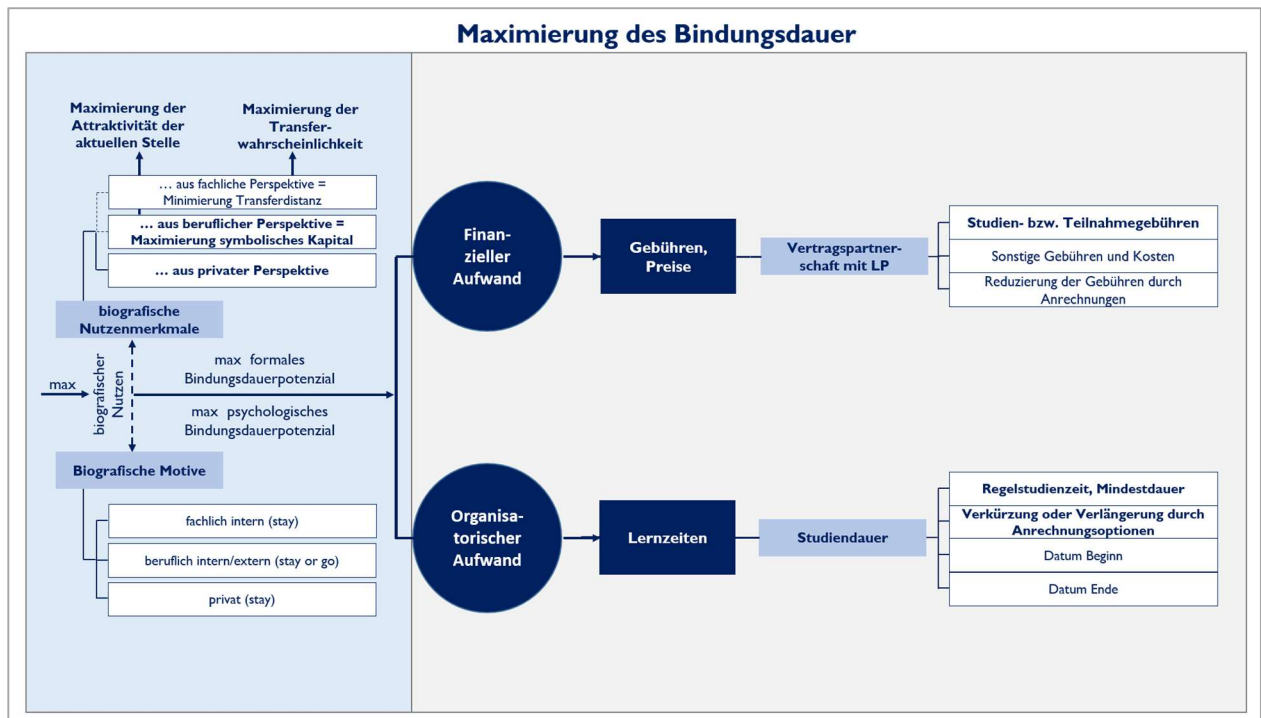 Maximierung des Bindungsdauer
Maximierung der
Attraktivität der
aktuellen Stelle
Maximierung der
Transfer-
wahrscheinlichkeit
... aus fachliche Perspektive =
Minimierung Transferdistanz
... aus beruflicher Perspektive =
Maximierung symbolisches Kapital
... aus privater Perspektive
biografische
Nutzenmerkmale
max
biografischer
Nutzen
max formales
Bindungsdauerpotenzial
max psychologisches
Bindungsdauerpotenzial
Biografische Motive
fachlich intern (stay)
beruflich intern/extern (stay or go)
privat (stay)
Finan-
zieller
Aufwand
Gebühren,
Preise
Vertragspartner-
schaft mit LP
Studien- bzw. Teilnahmegebühren
Sonstige Gebühren und Kosten
Reduzierung der Gebühren durch
Anrechnungen
Organisa-
torischer
Aufwand
Lernzeiten
Studiendauer
Regelstudienzeit, Mindestdauer
Verkürzung oder Verlängerung durch
Anrechnungsoptionen
Datum Beginn
Datum Ende